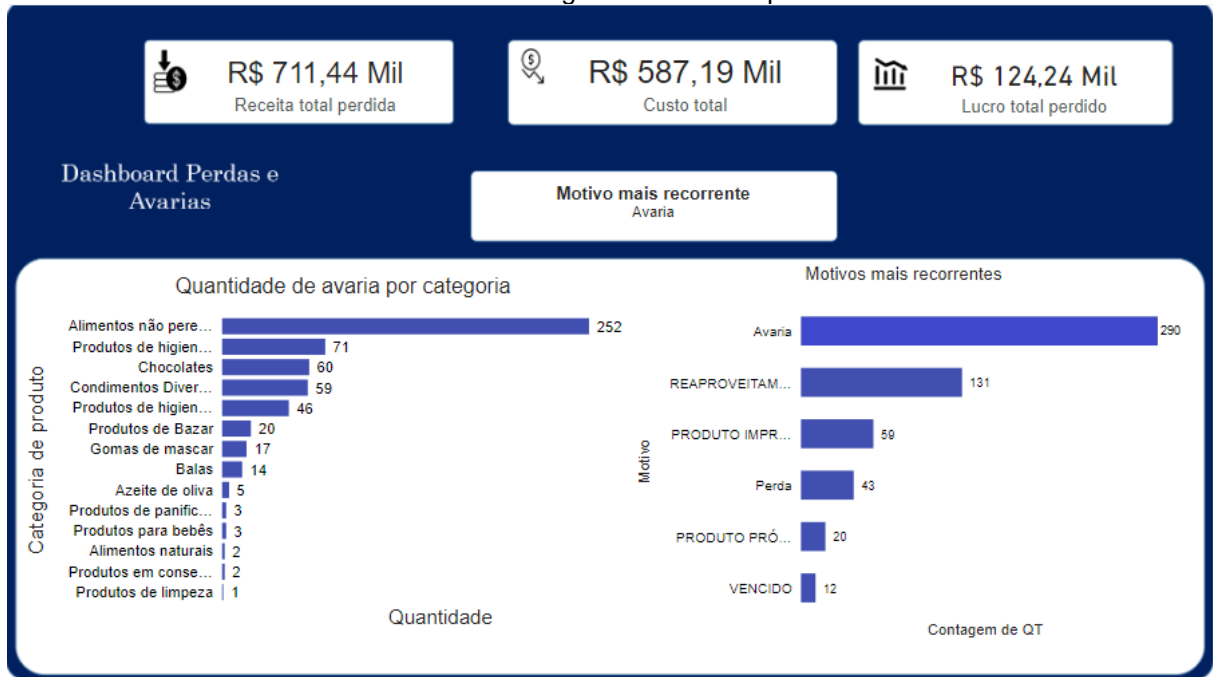 R$ 711,44 Mil
Receita total perdida
R$ 587,19 Mil
Custo total
R$ 124,24 Mil
Lucro total perdido
Dashboard Perdas e
Avarias
Motivo mais recorrente
Avaria
Quantidade de avaria por categoria
Categoria de produto
Alimentos não pere... 252
Produtos de higien... 71
Chocolates 60
Condimentos Diver... 59
Produtos de higien... 46
Produtos de Bazar 20
Gomas de mascar 17
Balas 14
Azeite de oliva 5
Produtos de panific... 3
Produtos para bebês 3
Alimentos naturais 2
Produtos em conse... 2
Produtos de limpeza 1
Quantidade
Motivos mais recorrentes
Motivo
Avaria 290
REAPROVEITAM... 131
PRODUTO IMPR... 59
Perda 43
PRODUTO PRÓ... 20
VENCIDO 12
Contagem de QT